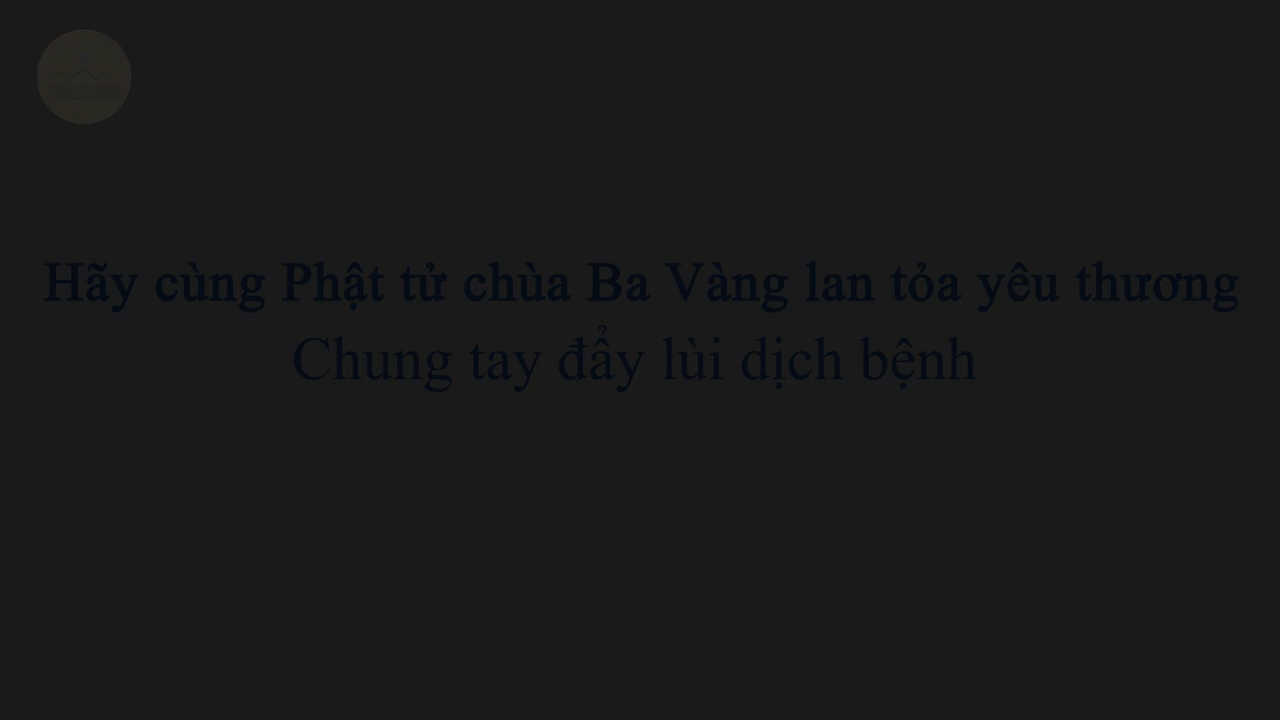 Hãy cùng Phật tử chùa Ba Vàng lan tỏa yêu thương
Chung tay đẩy lùi dịch bệnh